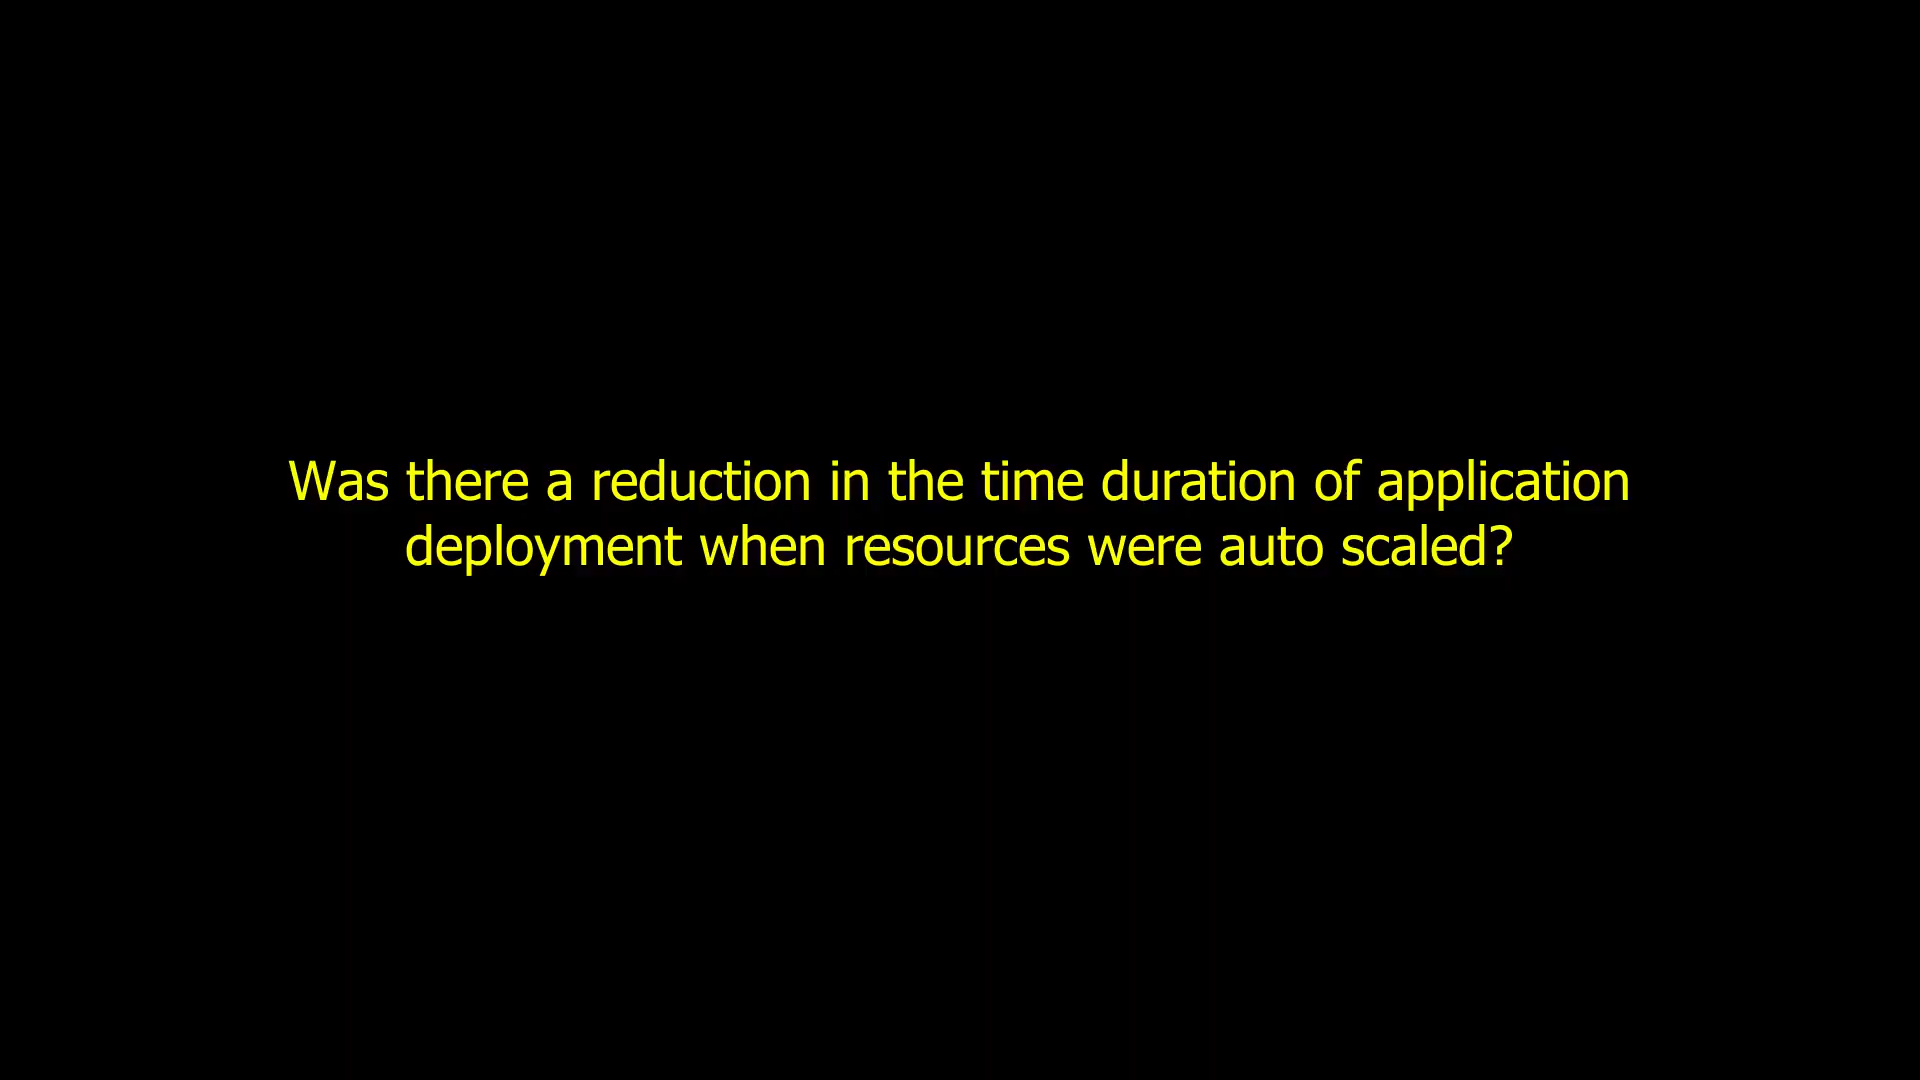 Was there a reduction in the time duration of application
deployment when resources were auto scaled?